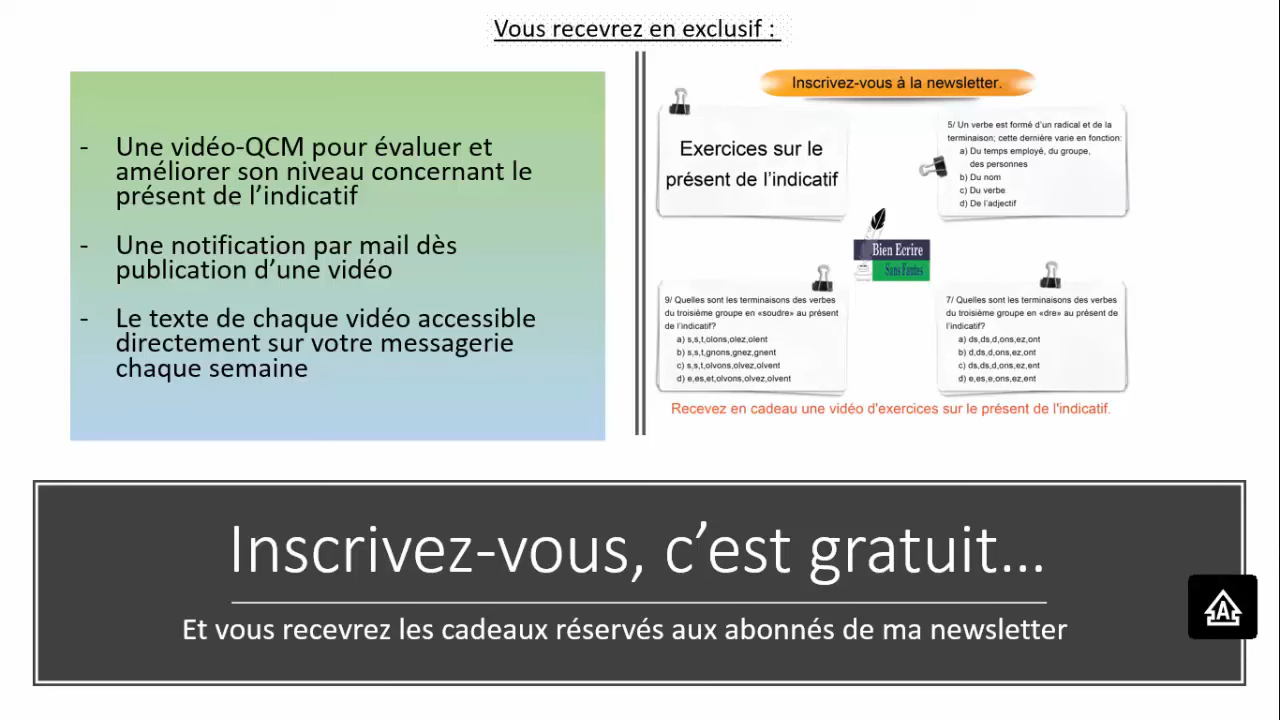 Vous recevrez en exclusif :
- Une vidéo-QCM pour évaluer et
améliorer son niveau concernant le
présent de l’indicatif
- Une notification par mail dès
publication d’une vidéo
- Le texte de chaque vidéo accessible
directement sur votre messagerie
chaque semaine
Inscrivez-vous à la newsletter.
Exercices sur le
présent de l’indicatif
5/ Un verbe est formé d’un radical et de la
terminaison; cette dernière varie en fonction:
a) Du temps employé, du groupe,
des personnes
b) Du nom
c) Du verbe
d) De l’adjectif
Bien Ecrire
Sans Fautes
9/ Quelles sont les terminaisons des verbes
du troisième groupe en «soudre» au présent
de l’indicatif?
a) s,s,t,olons,olez,olent
b) s,s,t,gnons,gnez,gnent
c) s,s,t,olvons,olvez,olvent
d) e,es,et,olvons,olvez,olvent
7/ Quelles sont les terminaisons des verbes
du troisième groupe en «dre» au présent de
l’indicatif?
a) ds,ds,d,ons,ez,ont
b) d,ds,d,ons,ez,ont
c) ds,ds,d,ons,ez,ent
d) e,es,e,ons,ez,ent
Recevez en cadeau une vidéo d'exercices sur le présent de l'indicatif.
Inscrivez-vous, c’est gratuit…
Et vous recevrez les cadeaux réservés aux abonnés de ma newsletter
A